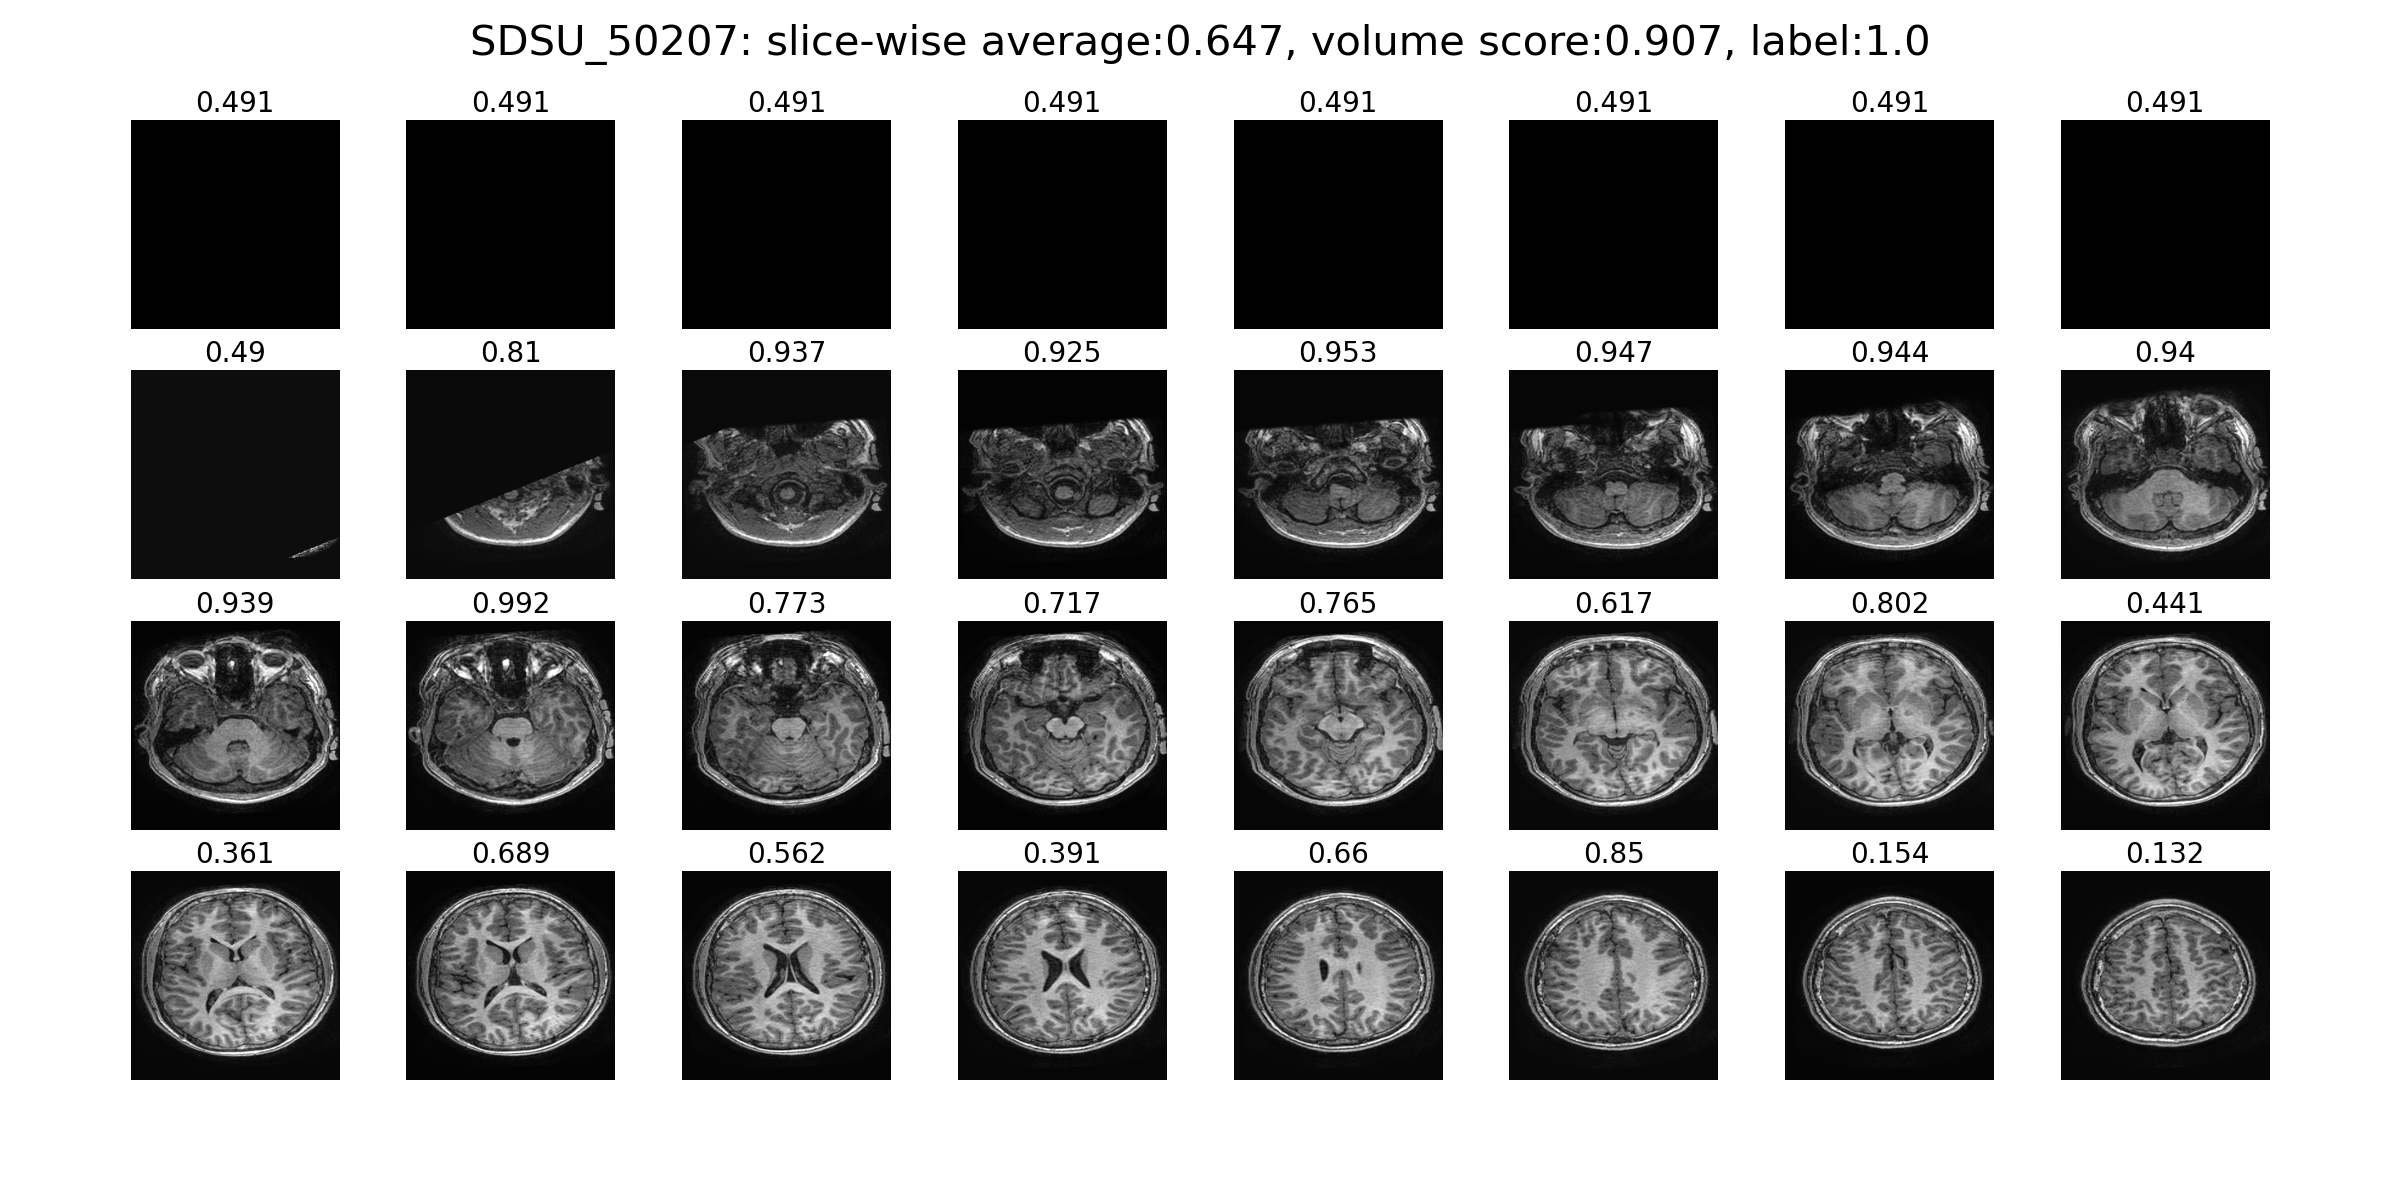 SDSU_50207: slice-wise average:0.647, volume score:0.907, label:1.0
0.491 0.491 0.491 0.491 0.491 0.491 0.491 0.491
0.49 0.81 0.937 0.925 0.953 0.947 0.944 0.94
0.939 0.992 0.773 0.717 0.765 0.617 0.802 0.441
0.361 0.689 0.562 0.391 0.66 0.85 0.154 0.132